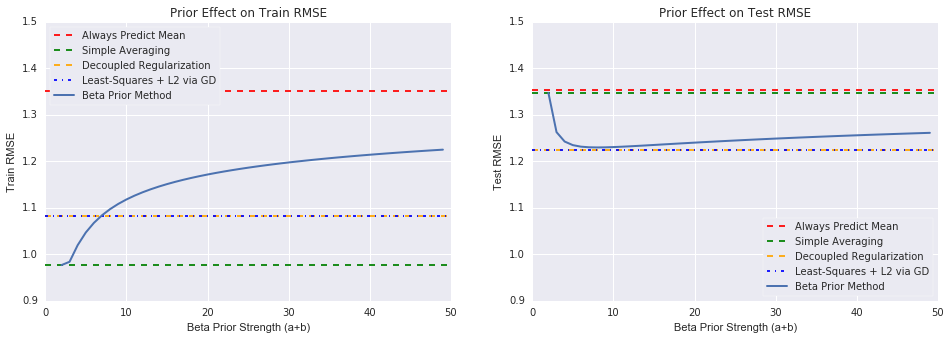 Prior Effect on Train RMSE
1.5
1.4
1.3
1.2
1.1
1.0
0.9
Train RMSE
Always Predict Mean
Simple Averaging
Decoupled Regularization
Least-Squares + L2 via GD
Beta Prior Method
0 10 20 30 40 50
Beta Prior Strength (a+b)
Prior Effect on Test RMSE
1.5
1.4
1.3
1.2
1.1
1.0
0.9
Test RMSE
Always Predict Mean
Simple Averaging
Decoupled Regularization
Least-Squares + L2 via GD
Beta Prior Method
0 10 20 30 40 50
Beta Prior Strength (a+b)